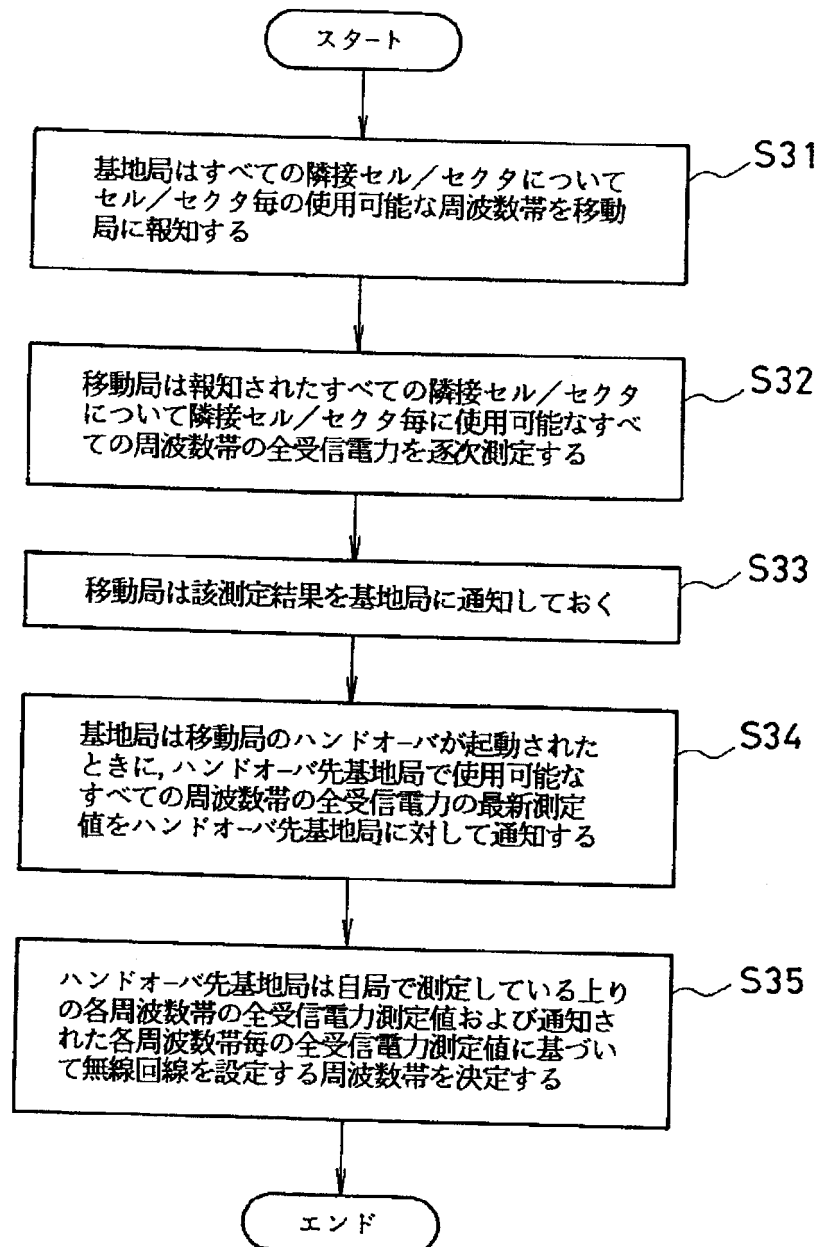 スタート
S31
基地局はすべての隣接セル／セクタについて
セル／セクタ毎の使用可能な周波数帯を移動
局に報知する
S32
移動局は報知されたすべての隣接セル／セクタ
について隣接セル／セクタ毎に使用可能なすべ
ての周波数帯の全受信電力を逐次測定する
S33
移動局は該測定結果を基地局に通知しておく
S34
基地局は移動局のハンドオーバが起動された
ときに,ハンドオーバ先基地局で使用可能な
すべての周波数帯の全受信電力の最新測定
値をハンドオーバ先基地局に対して通知する
S35
ハンドオーバ先基地局は自局で測定している上り
の各周波数帯の全受信電力測定値および通知さ
れた各周波数帯毎の全受信電力測定値に基づい
て無線回線を設定する周波数帯を決定する
エンド